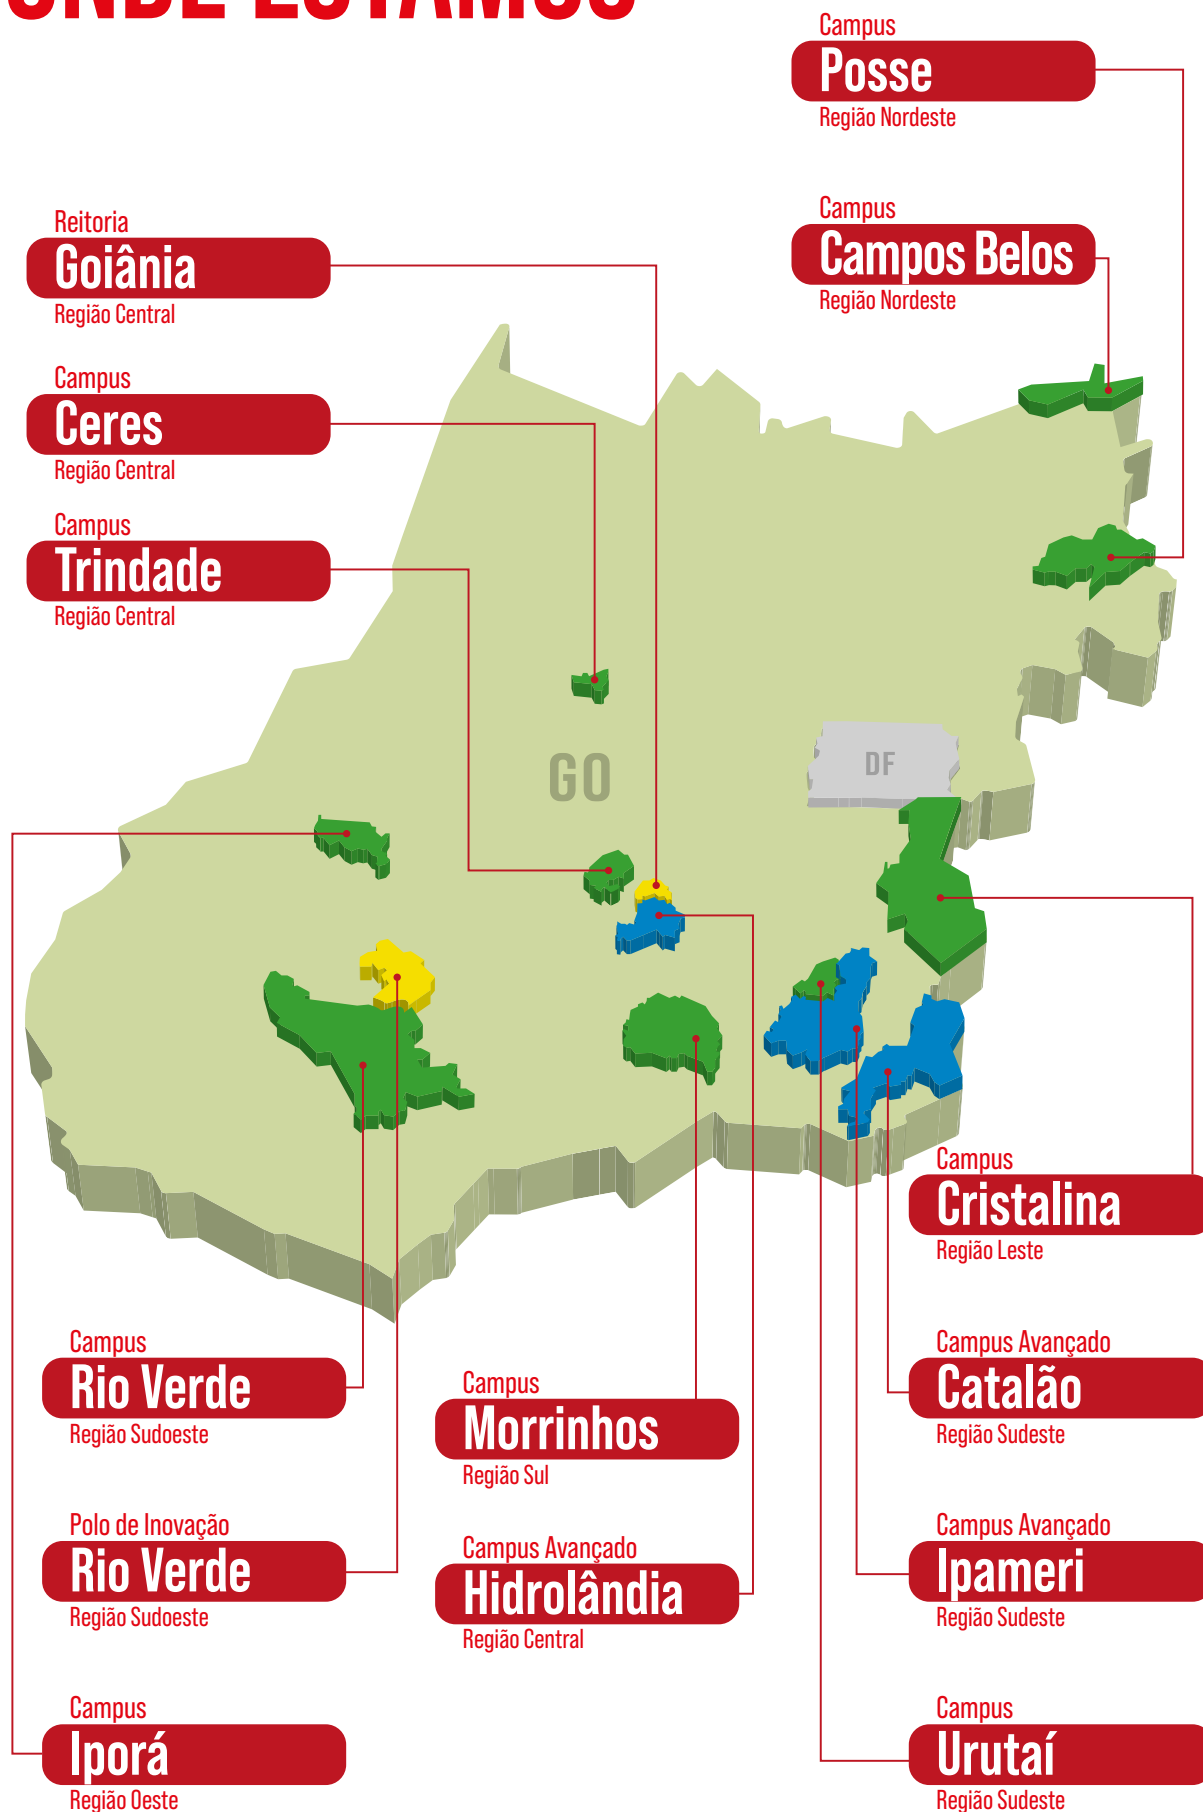 ONDE ESTAMOS
Campus
Posse
Região Nordeste
Campus
Campos Belos
Região Nordeste
Reitoria
Goiânia
Região Central
Campus
Ceres
Região Central
Campus
Trindade
Região Central
GO
DF
Campus
Cristalina
Região Leste
Campus
Rio Verde
Região Sudoeste
Campus
Morrinhos
Região Sul
Campus Avançado
Catalão
Região Sudeste
Polo de Inovação
Rio Verde
Região Sudoeste
Campus Avançado
Hidrolândia
Região Central
Campus Avançado
Ipameri
Região Sudeste
Campus
Iporá
Região Oeste
Campus
Urutaí
Região Sudeste